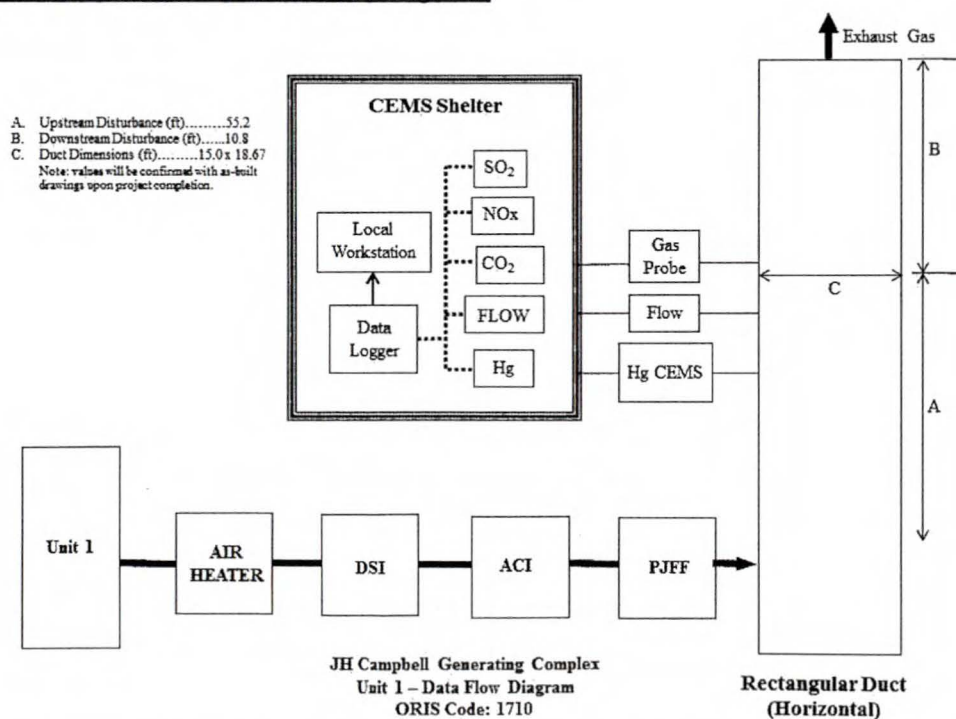 Exhaust Gas
CEMS Shelter
A. Upstream Disturbance (ft).........55.2
B. Downstream Disturbance (ft)......10.8
C. Duct Dimensions (ft).........15.0 x 18.67
Note: values will be confirmed with as-built
drawings upon project completion.
SO₂
NOx
CO₂
FLOW
Hg
Local
Workstation
Data
Logger
Gas
Probe
Flow
Hg CEMS
B
C
A
Unit 1
AIR
HEATER
DSI
ACI
PJFF
JH Campbell Generating Complex
Unit 1 – Data Flow Diagram
ORIS Code: 1710
Rectangular Duct
(Horizontal)